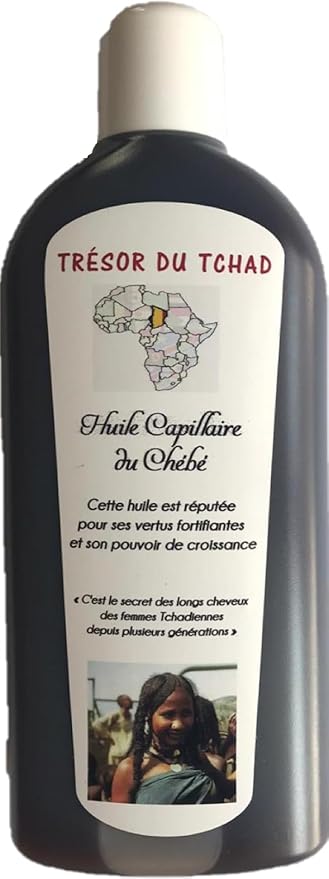 TRÉSOR DU TCHAD
Huile Capillaire
du Chébé
Cette huile est réputée
pour ses vertus fortifiantes
et son pouvoir de croissance
« C'est le secret des longs cheveux
des femmes Tchadiennes
depuis plusieurs générations »